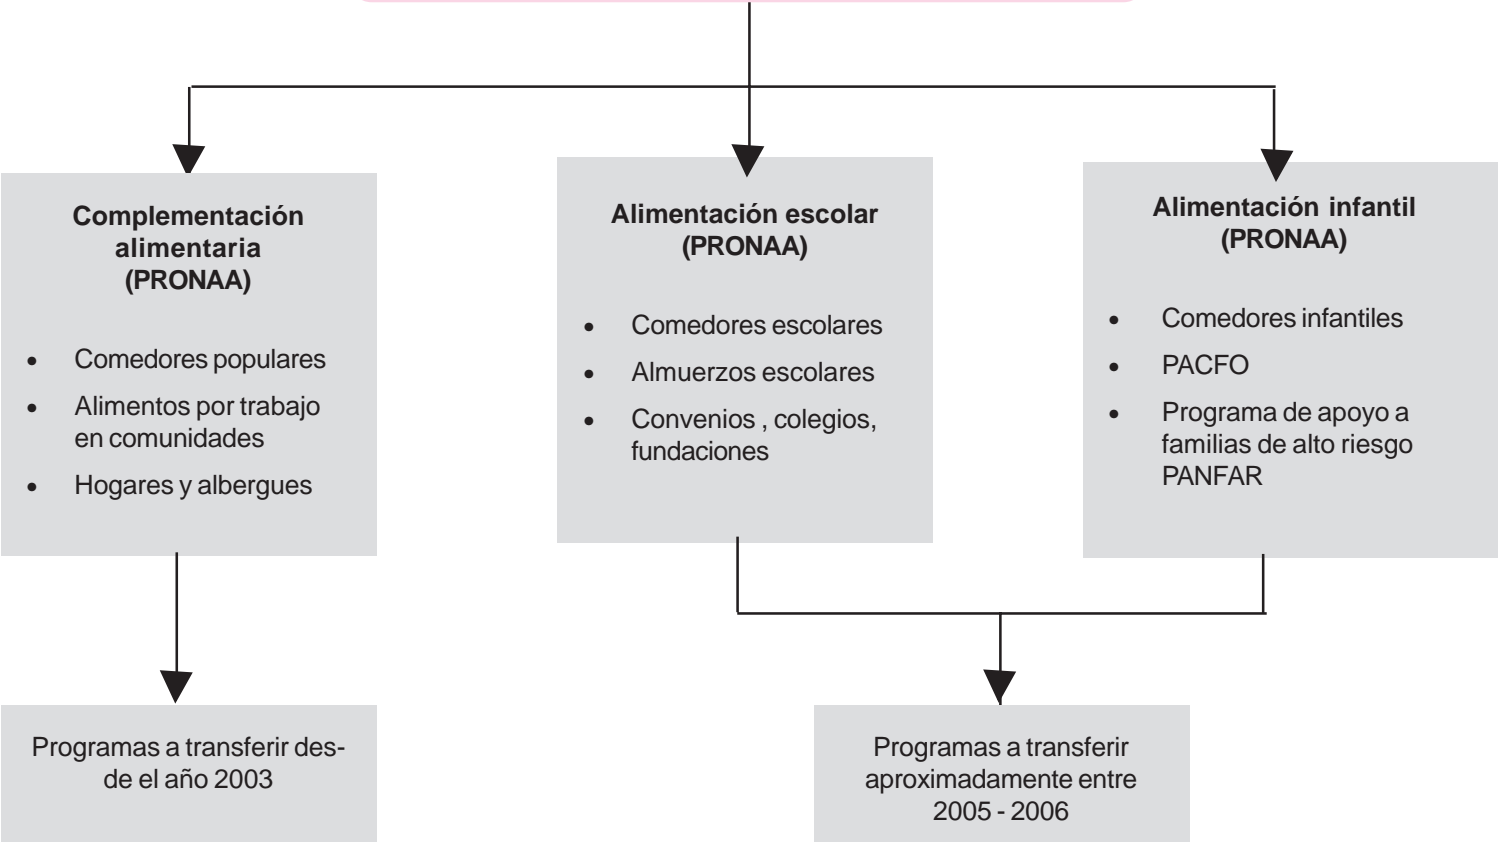 Complementación
alimentaria
(PRONAA)
• Comedores populares
• Alimentos por trabajo
en comunidades
• Hogares y albergues
Alimentación escolar
(PRONAA)
• Comedores escolares
• Almuerzos escolares
• Convenios , colegios,
fundaciones
Alimentación infantil
(PRONAA)
• Comedores infantiles
• PACFO
• Programa de apoyo a
familias de alto riesgo
PANFAR
Programas a transferir des-
de el año 2003
Programas a transferir
aproximadamente entre
2005 - 2006